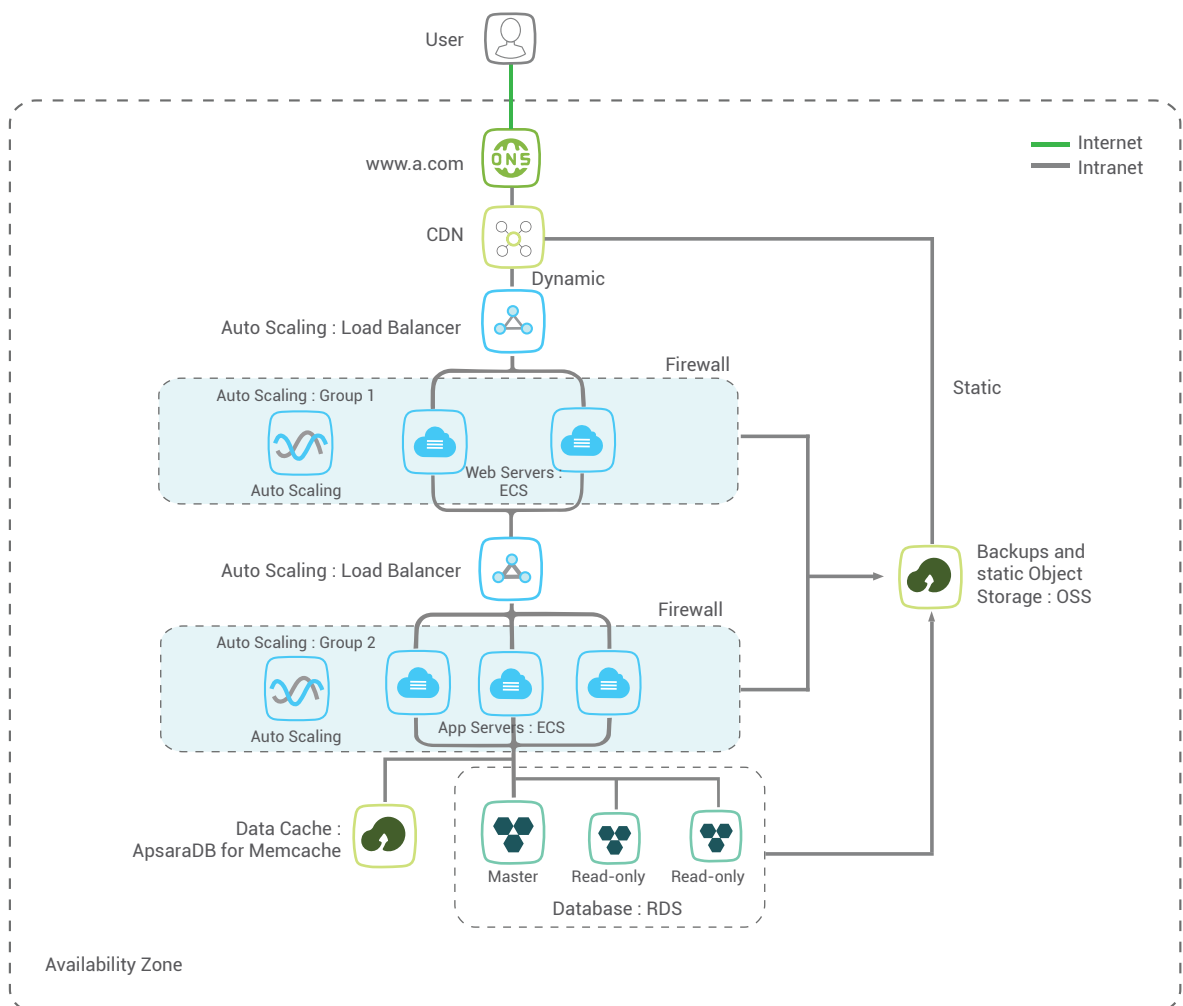 User
www.a.com
ONS
Internet
Intranet
CDN
Dynamic
Auto Scaling : Load Balancer
Firewall
Auto Scaling : Group 1
Static
Web Servers :
ECS
Auto Scaling
Auto Scaling : Load Balancer
Backups and
static Object
Storage : OSS
Firewall
Auto Scaling : Group 2
App Servers : ECS
Auto Scaling
Data Cache :
ApsaraDB for Memcache
Master
Read-only
Read-only
Database : RDS
Availability Zone